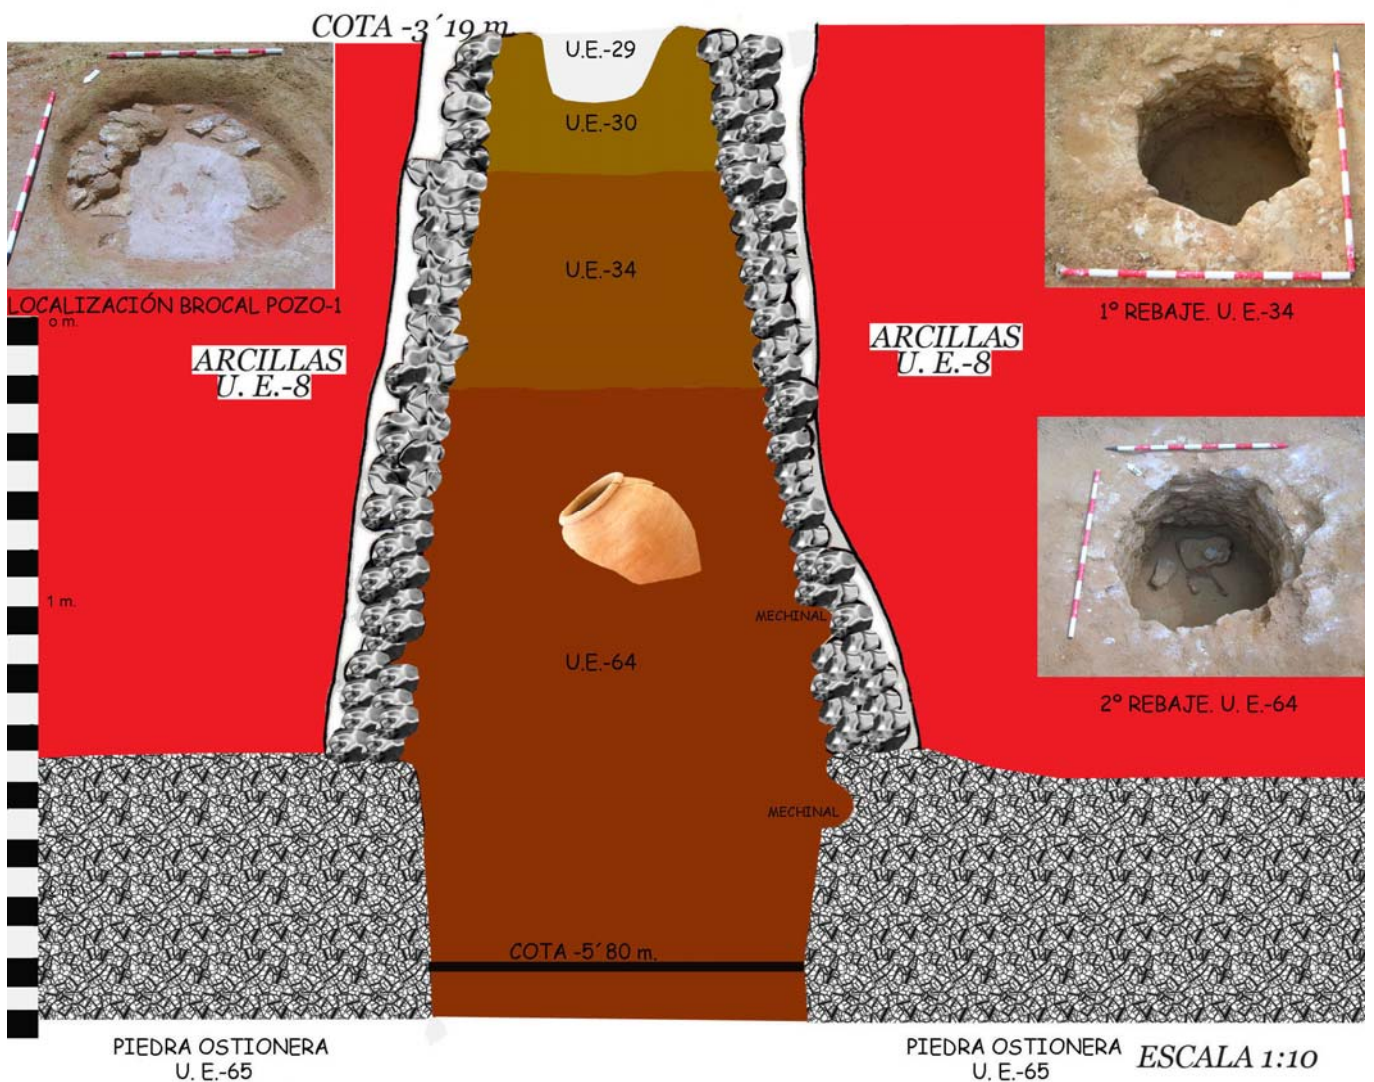 COTA -3´19 m.
U.E.-29
U.E.-30
U.E.-34
LOCALIZACIÓN BROCAL POZO-1
1º REBAJE. U. E.-34
0 m.
ARCILLAS
U. E.-8
ARCILLAS
U. E.-8
1 m.
MECHINAL
U.E.-64
2º REBAJE. U. E.-64
MECHINAL
COTA -5´80 m.
PIEDRA OSTIONERA
U. E.-65
PIEDRA OSTIONERA
U. E.-65
ESCALA 1:10